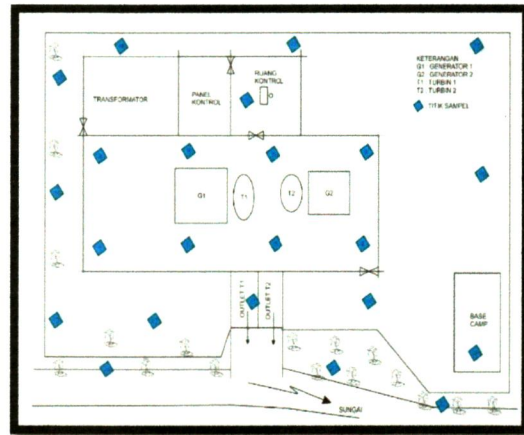 KETERANGAN
G1 GENERATOR 1
G2 GENERATOR 2
T1 TURBIN 1
T2 TURBIN 2
TITIK SAMPEL
RUANG
KONTROL
PANEL
KONTROL
TRANSFORMATOR
G1
T1
T2
G2
OUTLET T1
OUTLET T2
BASE
CAMP
SUNGAI